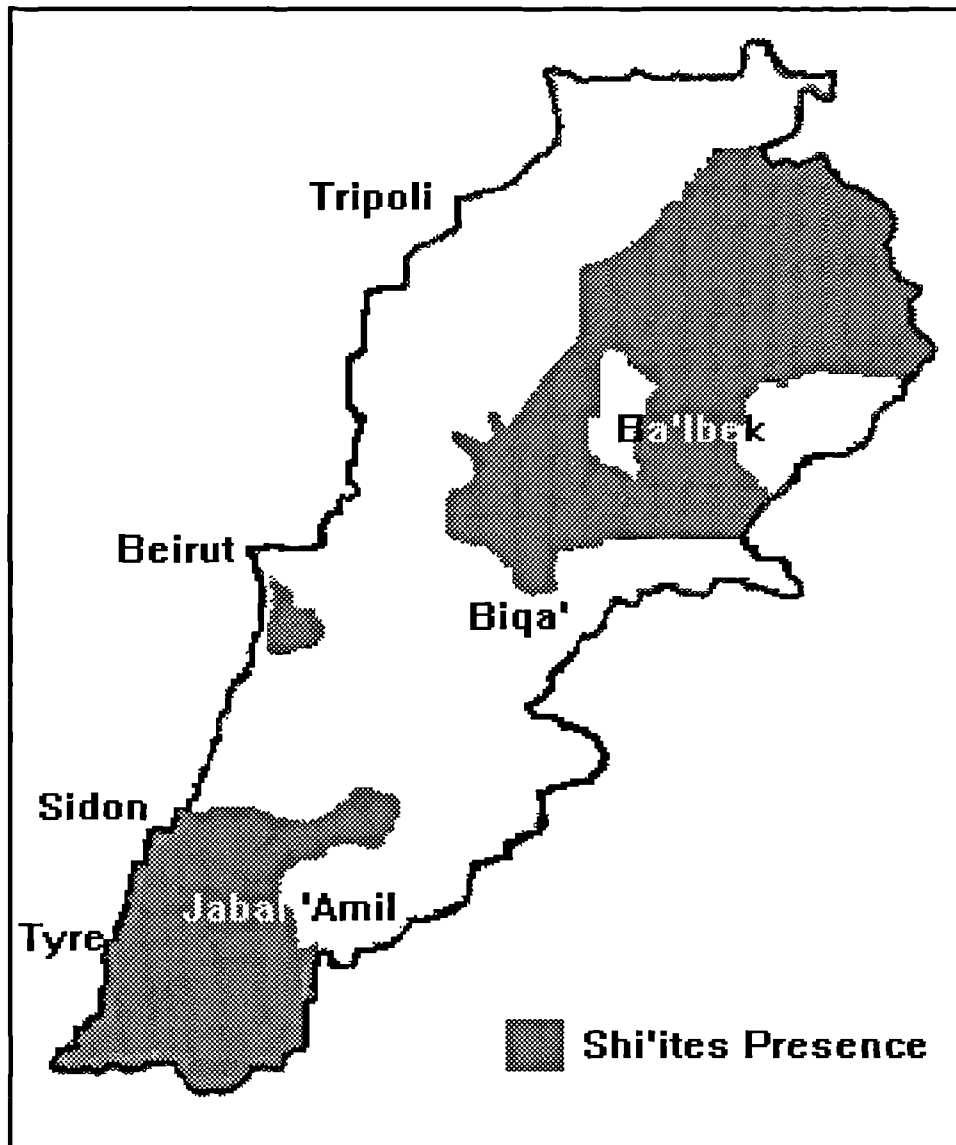 Tripoli
Ba'lbek
Beirut
Biqa'
Sidon
Jabal 'Amil
Tyre
Shi'ites Presence